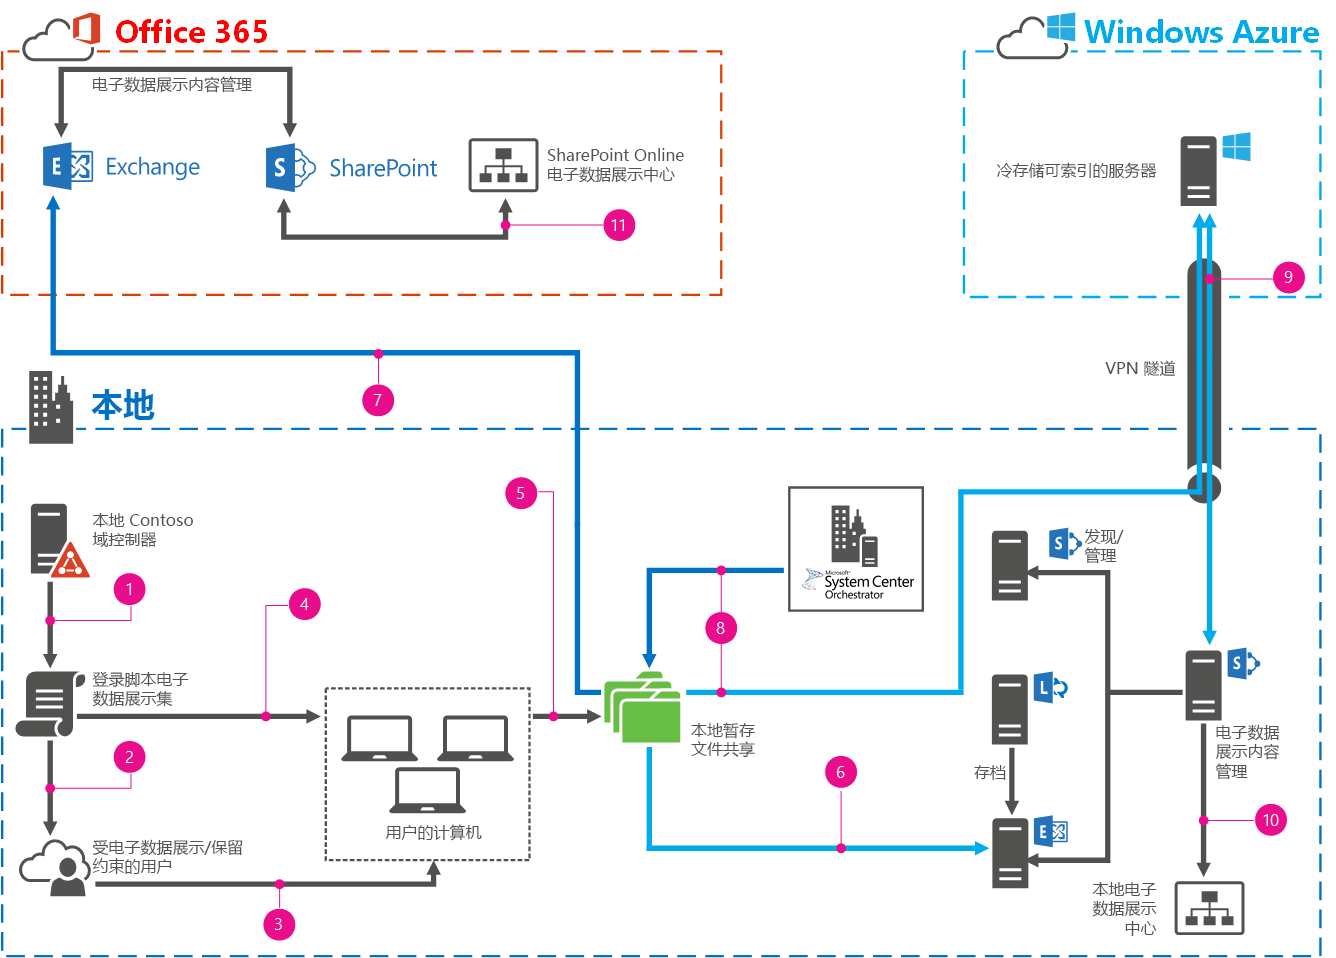 Office 365
Windows Azure
电子数据展示内容管理
E
Exchange
S
SharePoint
SharePoint Online
电子数据展示中心
11
冷存储可索引的服务器
9
VPN 隧道
7
本地
本地 Contoso
域控制器
1
4
5
8
Microsoft
System Center
Orchestrator
S
发现/
管理
登录脚本电子
数据展示集
2
用户的计算机
本地暂存
文件共享
6
L
存档
E
S
电子数据
展示内容
管理
10
受电子数据展示/保留
约束的用户
3
本地电子
数据展示
中心